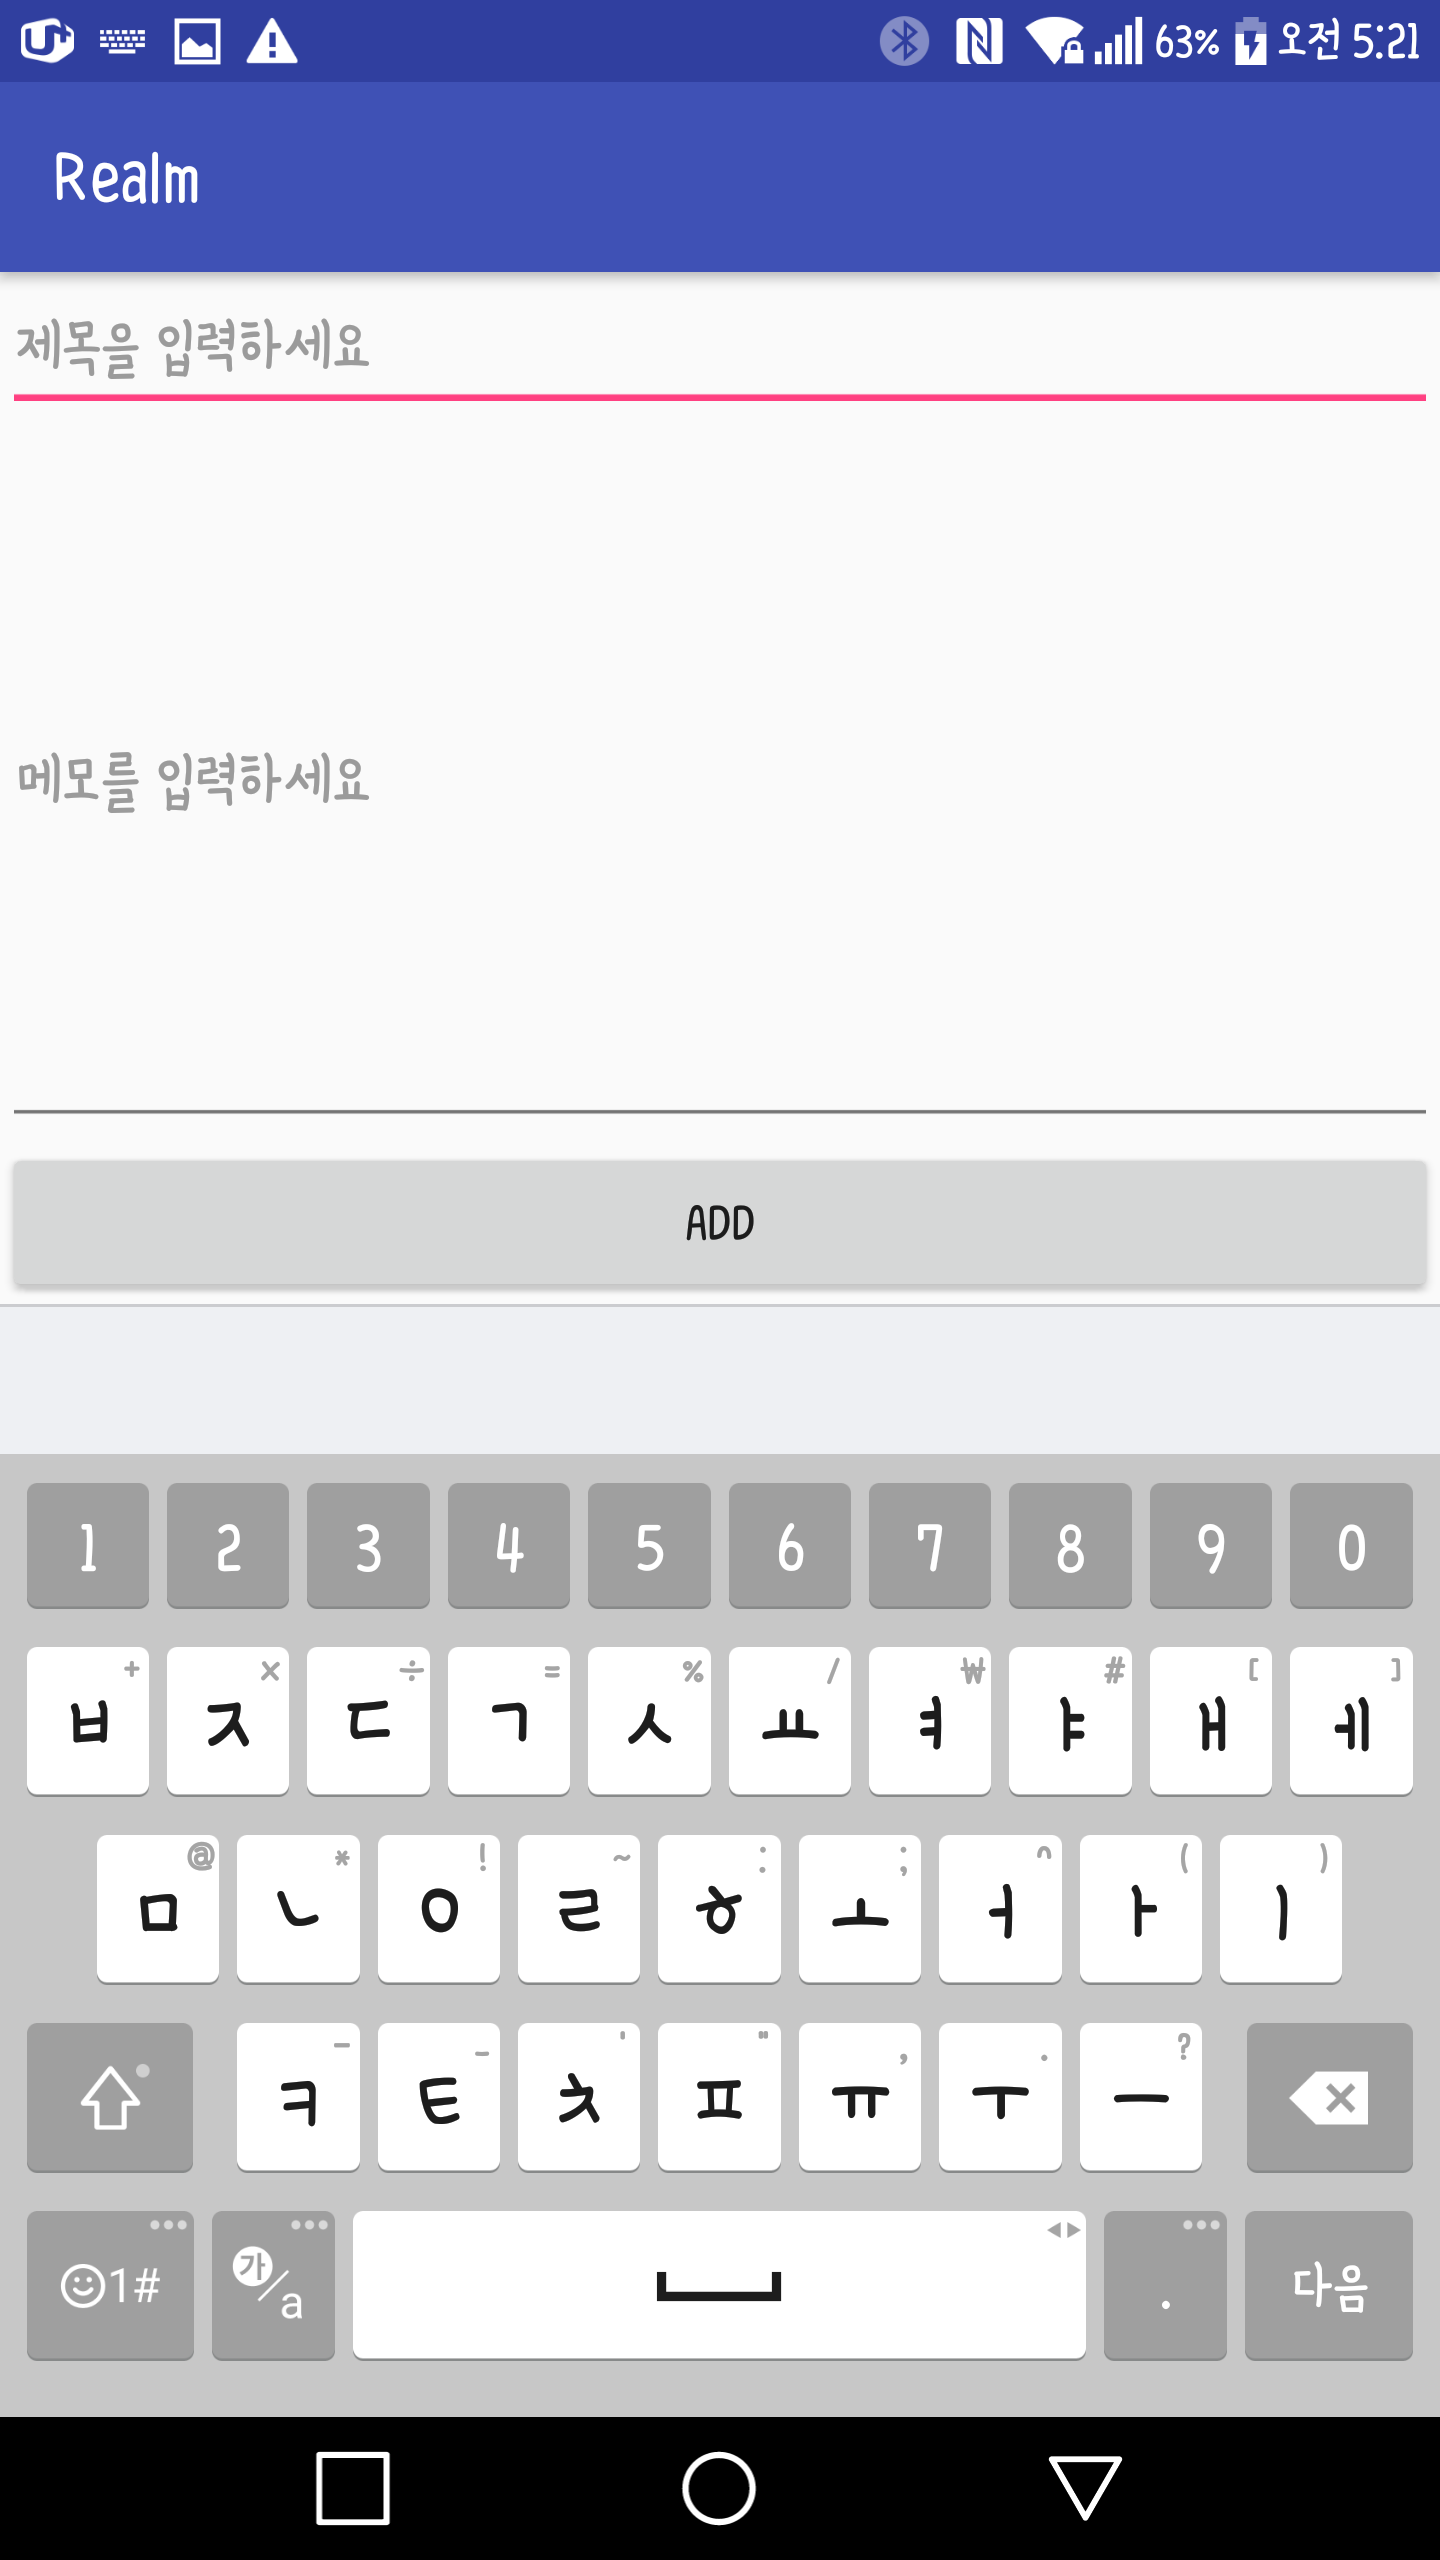 U+ 63% 오전 5:21
Realm
제목을 입력하세요
메모를 입력하세요
ADD
1 2 3 4 5 6 7 8 9 0
+ × ÷ = % / ₩ # [ ]
ㅂ ㅈ ㄷ ㄱ ㅅ ㅛ ㅕ ㅑ ㅐ ㅔ
@ * ! ~ : ; ^ ( )
ㅁ ㄴ ㅇ ㄹ ㅎ ㅗ ㅓ ㅏ ㅣ
- _ ' " , . ?
ㅋ ㅌ ㅊ ㅍ ㅠ ㅜ ㅡ
1# 가/a . 다음